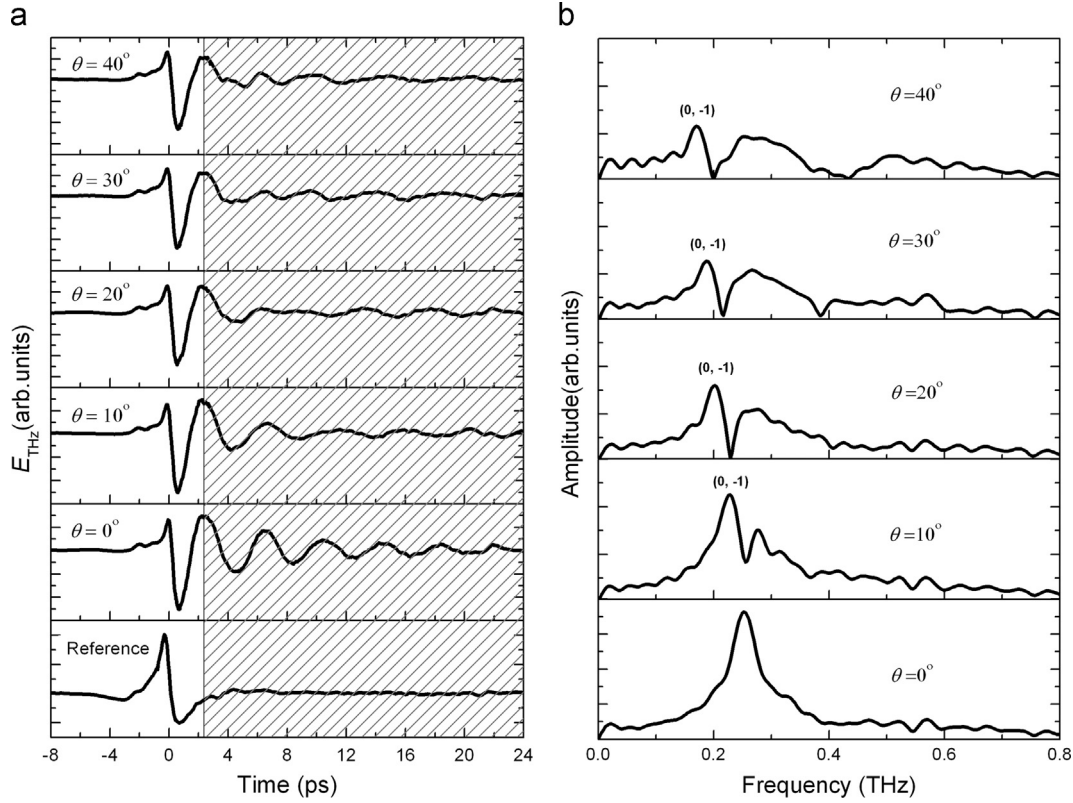 a
θ = 40°
θ = 30°
θ = 20°
θ = 10°
θ = 0°
Reference
E THz (arb.units)
-8 -4 0 4 8 12 16 20 24
Time (ps)
b
(0, -1)
θ =40°
(0, -1)
θ =30°
(0, -1)
θ =20°
(0, -1)
θ =10°
θ =0°
Amplitude(arb.units)
0.0 0.2 0.4 0.6 0.8
Frequency (THz)